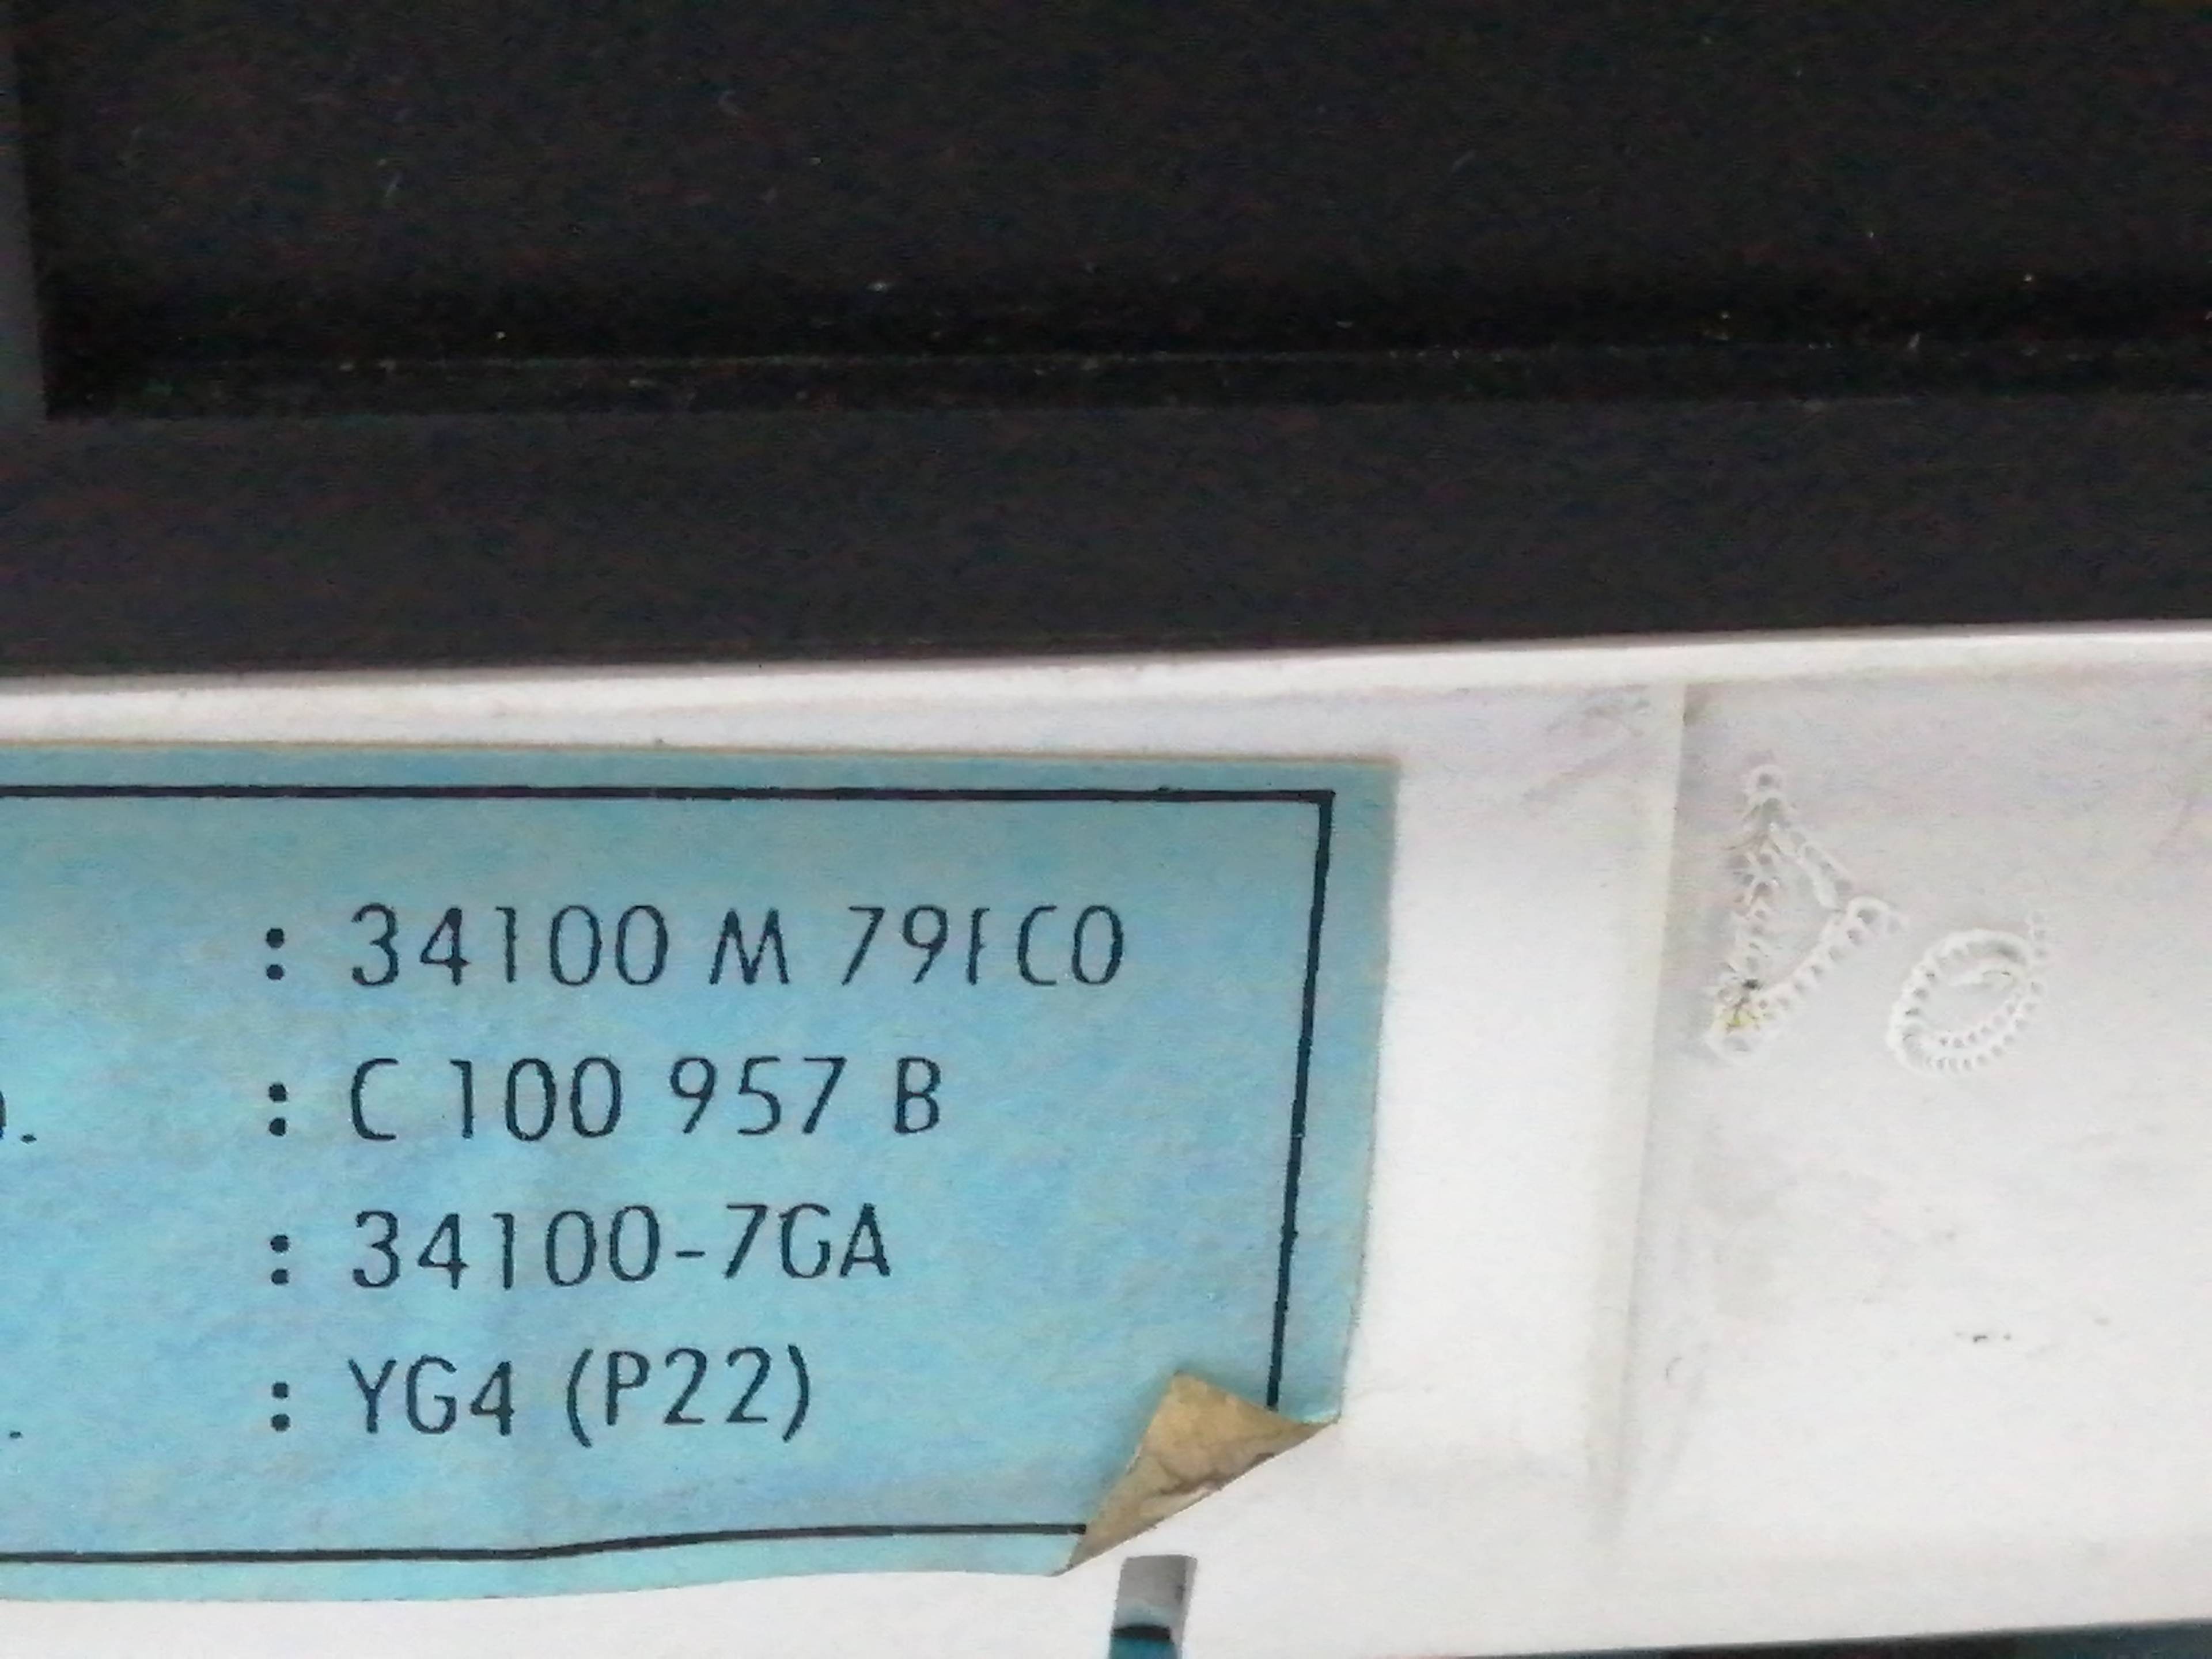 : 34100 M 79FC0
. : C 100 957 B
: 34100-7GA
. : YG4 (P22)